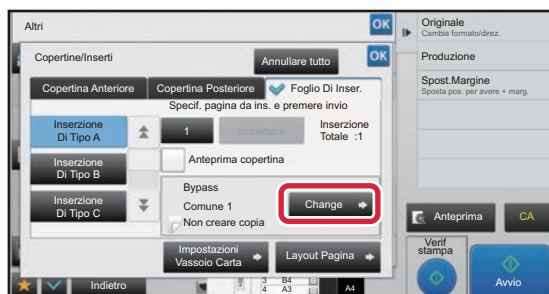 Altri
OK
Originale
Cambia formato/direz.
Copertine/Inserti
Annullare tutto
OK
Produzione
Copertina Anteriore
Copertina Posteriore
Foglio Di Inser.
Spost.Margine
Sposta pos. per avere + marg.
Specif. pagina da ins. e premere invio
Inserzione
Di Tipo A
1
Immettere
Inserzione
Totale :1
Inserzione
Di Tipo B
Anteprima copertina
Inserzione
Di Tipo C
Bypass
Comune 1
Non creare copia
Change
Anteprima
CA
Impostazioni
Vassoio Carta
Layout Pagina
Verif
stampa
Avvio
Indietro
3 B4
4 A3
A4